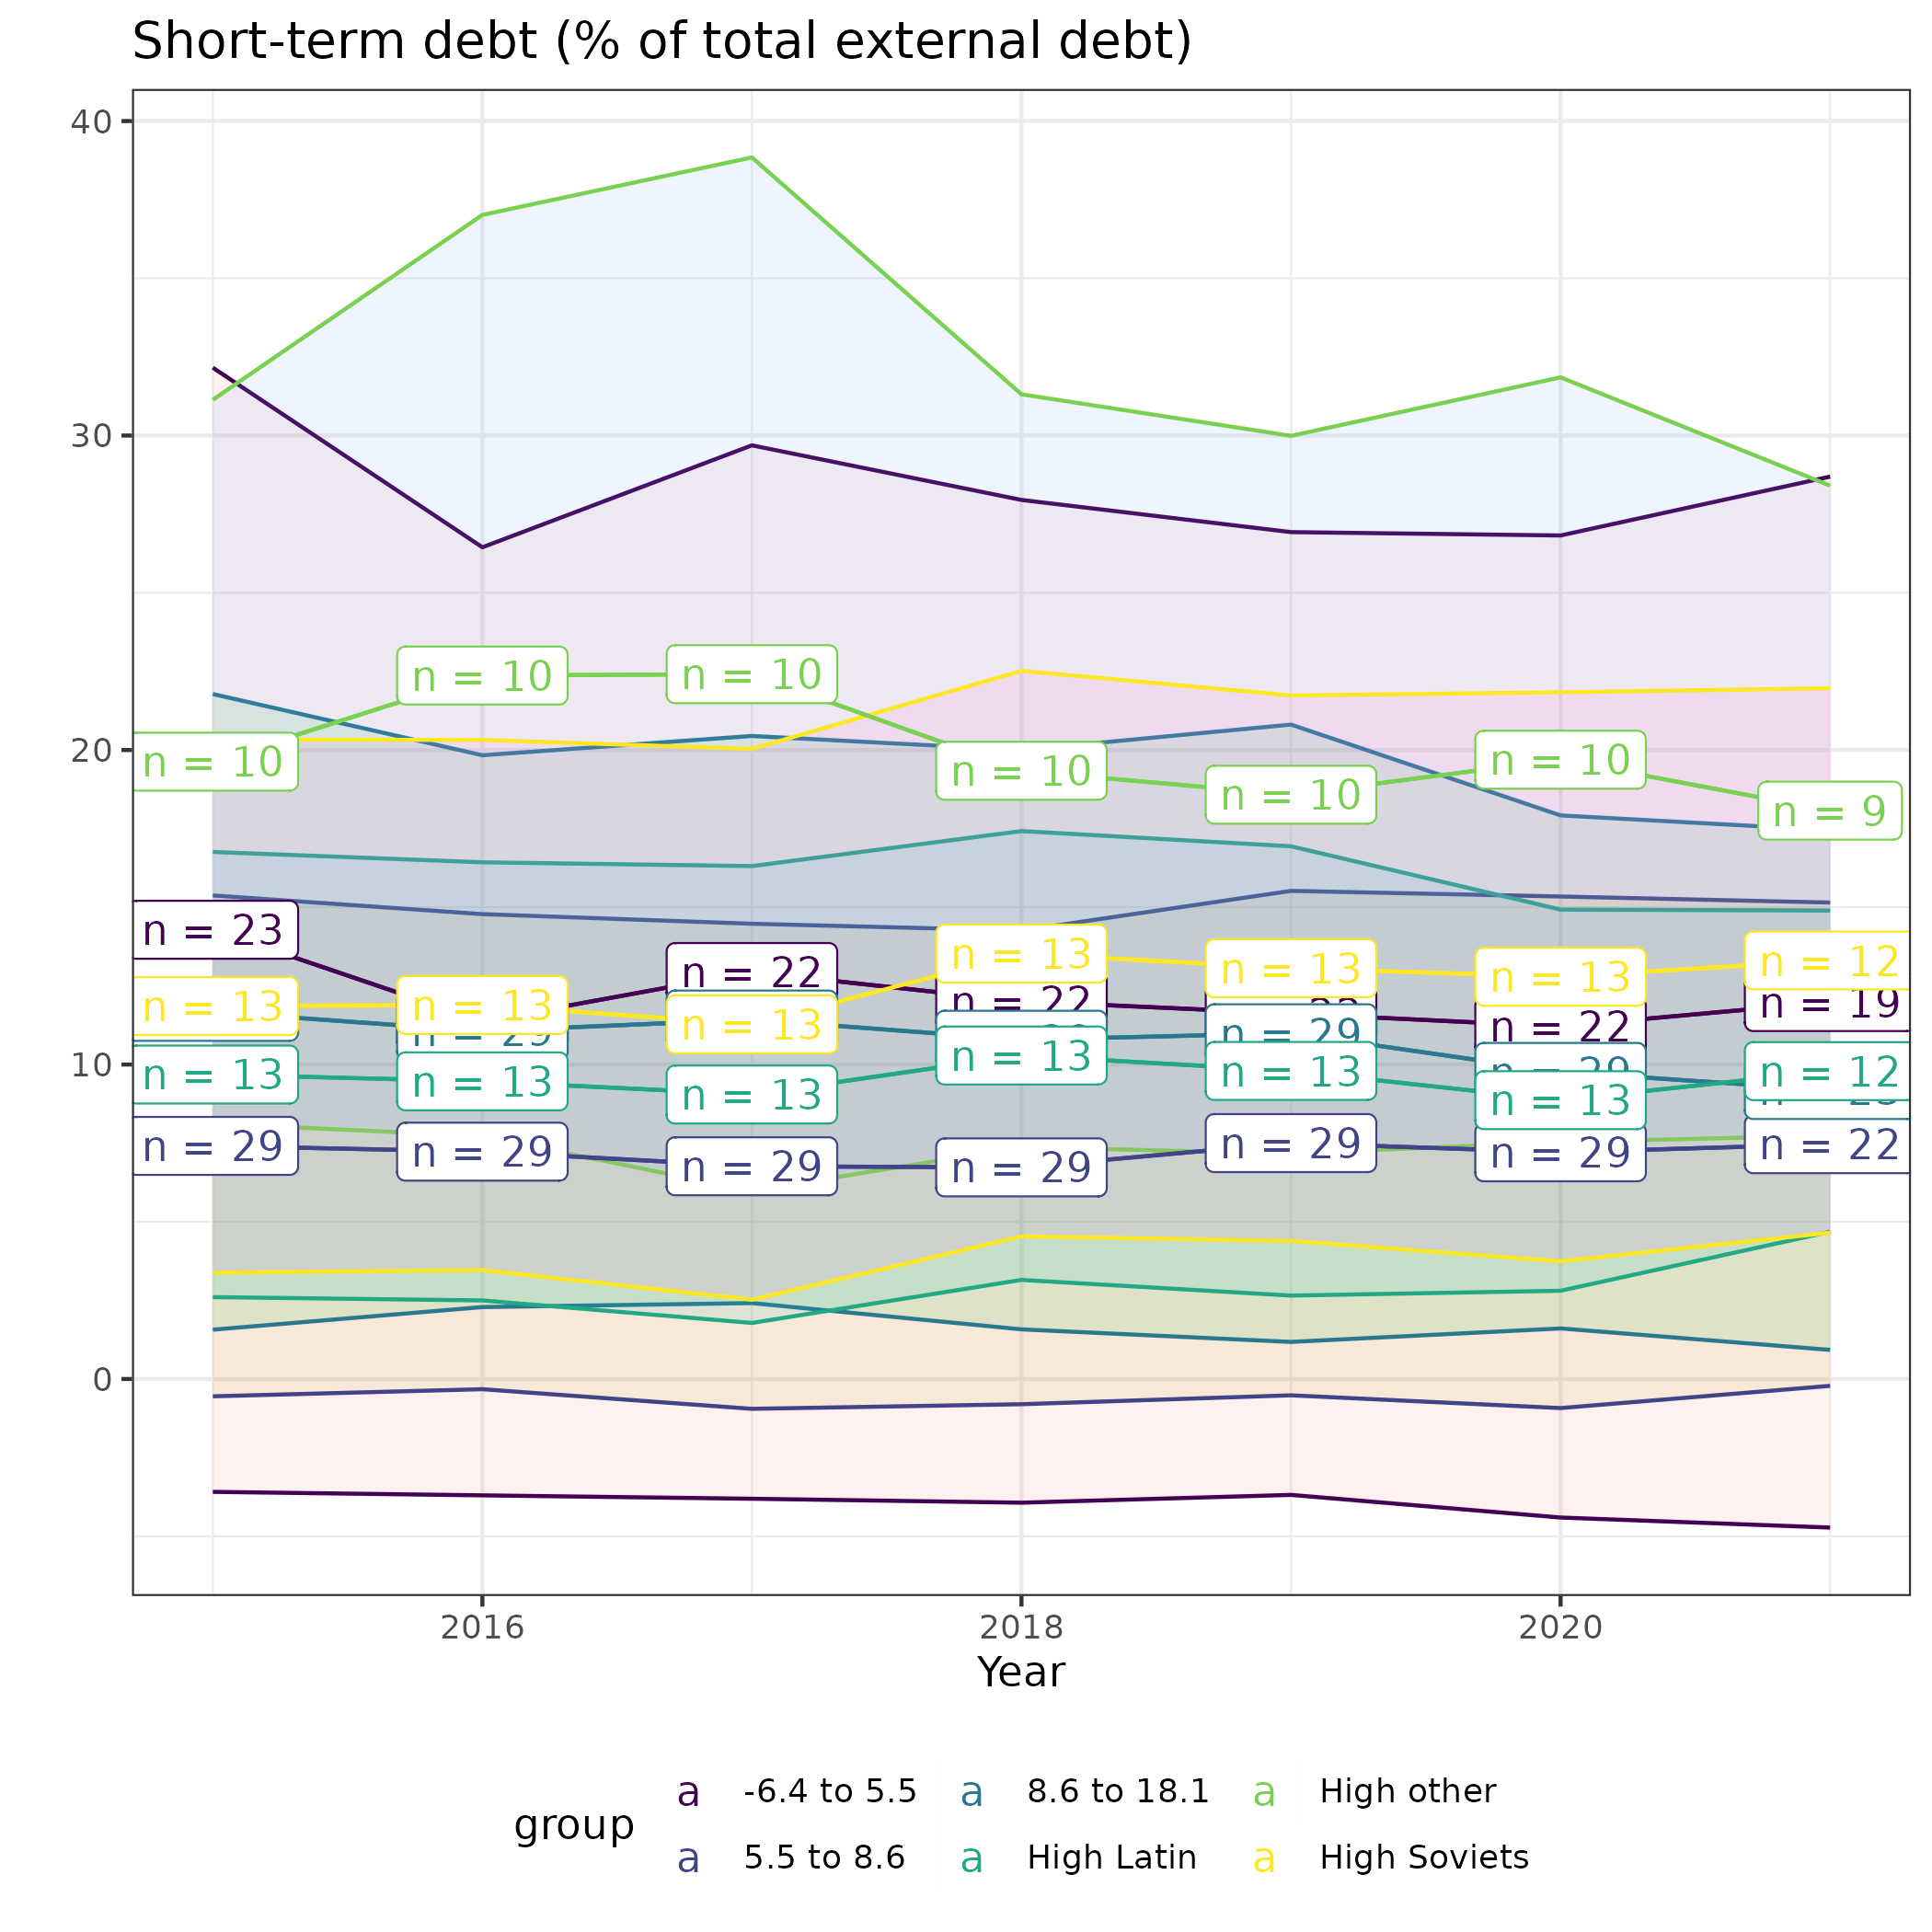 Short-term debt (% of total external debt)
40
30
20
10
0
n = 10
n = 10
n = 10
n = 10
n = 10
n = 10
n = 9
n = 23
n = 22
n = 22
n = 22
n = 19
n = 13
n = 13
n = 13
n = 13
n = 13
n = 13
n = 12
n = 29
n = 29
n = 29
n = 13
n = 13
n = 13
n = 13
n = 13
n = 13
n = 12
n = 29
n = 29
n = 29
n = 29
n = 29
n = 29
n = 22
2016 2018 2020
Year
group
a -6.4 to 5.5 a 8.6 to 18.1 a High other
a 5.5 to 8.6 a High Latin a High Soviets